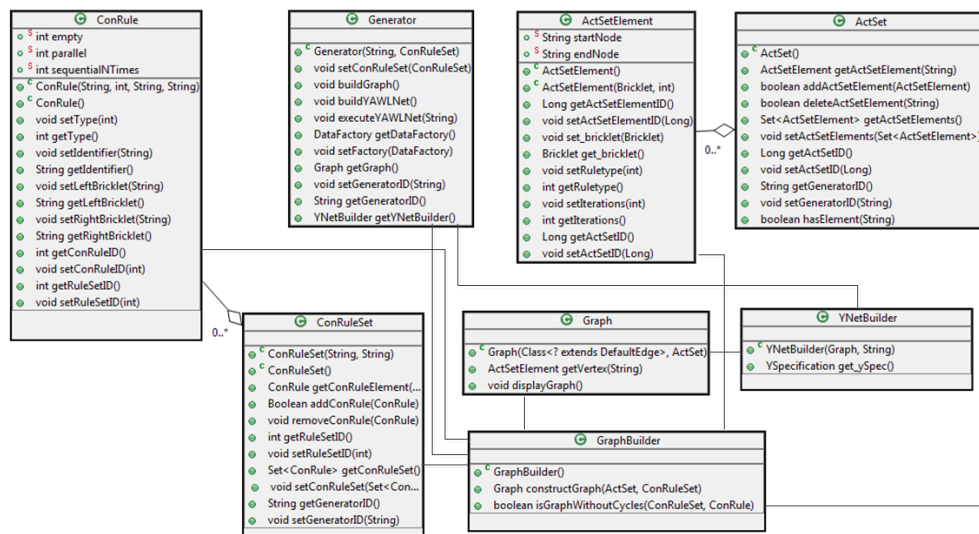 ConRule
S int empty
S int parallel
S int sequentialNTimes
C ConRule(String, int, String, String)
C ConRule()
void setType(int)
int getType()
void setIdentifier(String)
String getIdentifier()
void setLeftBricklet(String)
String getLeftBricklet()
void setRightBricklet(String)
String getRightBricklet()
int getConRuleID()
void setConRuleID(int)
int getRuleSetID()
void setRuleSetID(int)
Generator
C Generator(String, ConRuleSet)
void setConRuleSet(ConRuleSet)
void buildGraph()
void buildYAWLNet()
void executeYAWLNet(String)
DataFactory getDataFactory()
void setFactory(DataFactory)
Graph getGraph()
void setGeneratorID(String)
String getGeneratorID()
YNetBuilder getYNetBuilder()
ActSetElement
S String startNode
S String endNode
C ActSetElement()
C ActSetElement(Bricklet, int)
Long getActSetElementID()
void setActSetElementID(Long)
void set_bricklet(Bricklet)
Bricklet get_bricklet()
void setRuletype(int)
int getRuletype()
void setIterations(int)
int getIterations()
Long getActSetID()
void setActSetID(Long)
0..*
ActSet
C ActSet()
ActSetElement getActSetElement(String)
boolean addActSetElement(ActSetElement)
boolean deleteActSetElement(String)
Set<ActSetElement> getActSetElements()
void setActSetElements(Set<ActSetElement>)
Long getActSetID()
void setActSetID(Long)
String getGeneratorID()
void setGeneratorID(String)
boolean hasElement(String)
0..*
ConRuleSet
C ConRuleSet(String, String)
C ConRuleSet()
ConRule getConRuleElement(...
Boolean addConRule(ConRule)
void removeConRule(ConRule)
int getRuleSetID()
void setRuleSetID(int)
Set<ConRule> getConRuleSet()
void setConRuleSet(Set<Con...
String getGeneratorID()
void setGeneratorID(String)
Graph
C Graph(Class<? extends DefaultEdge>, ActSet)
ActSetElement getVertex(String)
void displayGraph()
YNetBuilder
C YNetBuilder(Graph, String)
YSpecification get_ySpec()
GraphBuilder
C GraphBuilder()
Graph constructGraph(ActSet, ConRuleSet)
boolean isGraphWithoutCycles(ConRuleSet, ConRule)